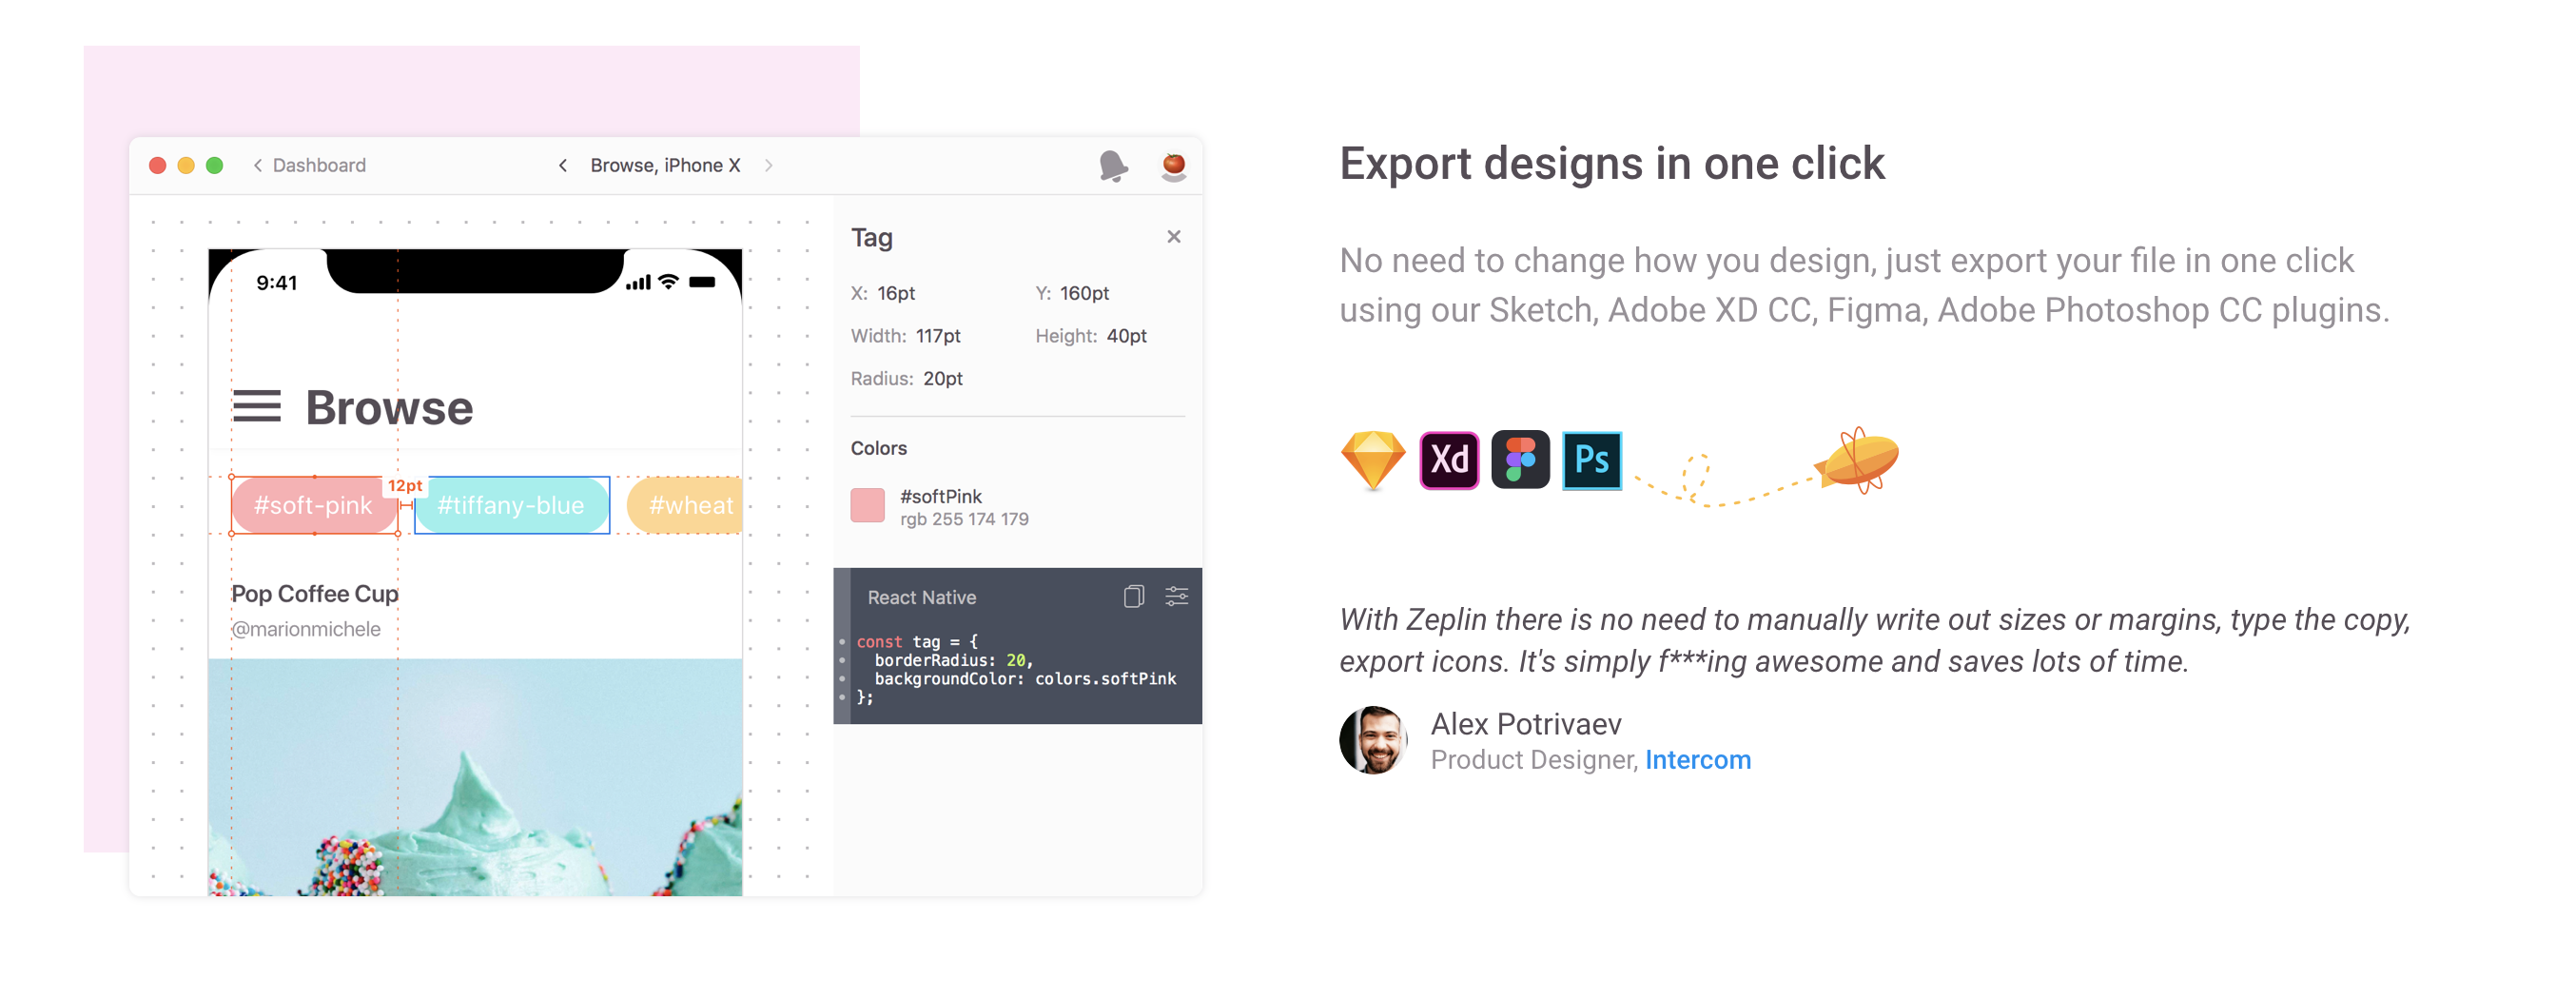 Dashboard
Browse, iPhone X
9:41
Browse
#soft-pink
12pt
#tiffany-blue
#wheat
Pop Coffee Cup
@marionmichele
Tag
X: 16pt
Y: 160pt
Width: 117pt
Height: 40pt
Radius: 20pt
Colors
#softPink
rgb 255 174 179
React Native
const tag = {
borderRadius: 20,
backgroundColor: colors.softPink
};
Export designs in one click
No need to change how you design, just export your file in one click
using our Sketch, Adobe XD CC, Figma, Adobe Photoshop CC plugins.
Xd
Ps
With Zeplin there is no need to manually write out sizes or margins, type the copy,
export icons. It's simply f***ing awesome and saves lots of time.
Alex Potrivaev
Product Designer, Intercom